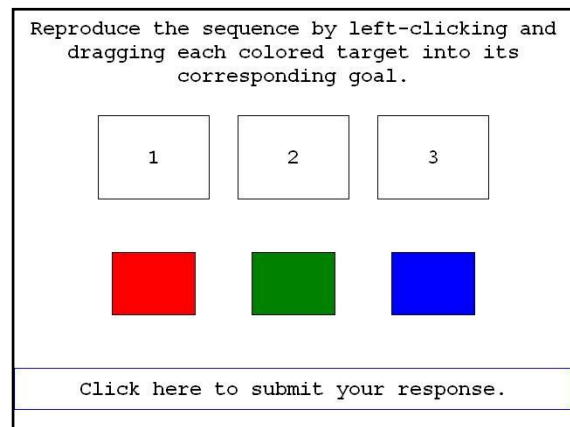 Reproduce the sequence by left-clicking and
dragging each colored target into its
corresponding goal.
1 2 3
Click here to submit your response.